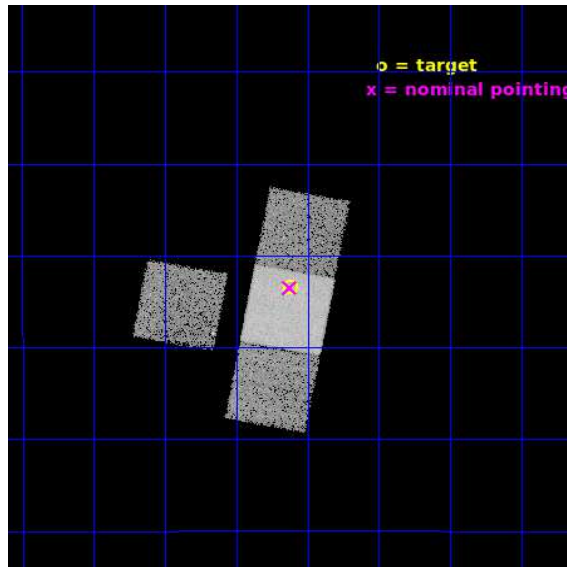 o = target
x = nominal pointing